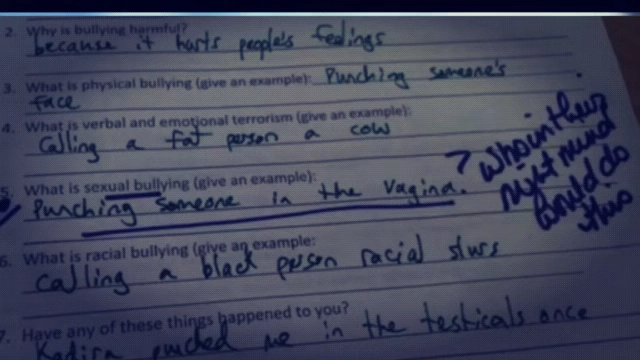 2. Why is bullying harmful?
because it hurts people's feelings
3. What is physical bullying (give an example): Punching someone's
face
4. What is verbal and emotional terrorism (give an example):
Calling a fat person a cow
5. What is sexual bullying (give an example):
Punching someone in the vagina.
? who in their
right mind
would do
this
6. What is racial bullying (give an example:
calling a black person racial slurs
7. Have any of these things happened to you?
me in the testicals once